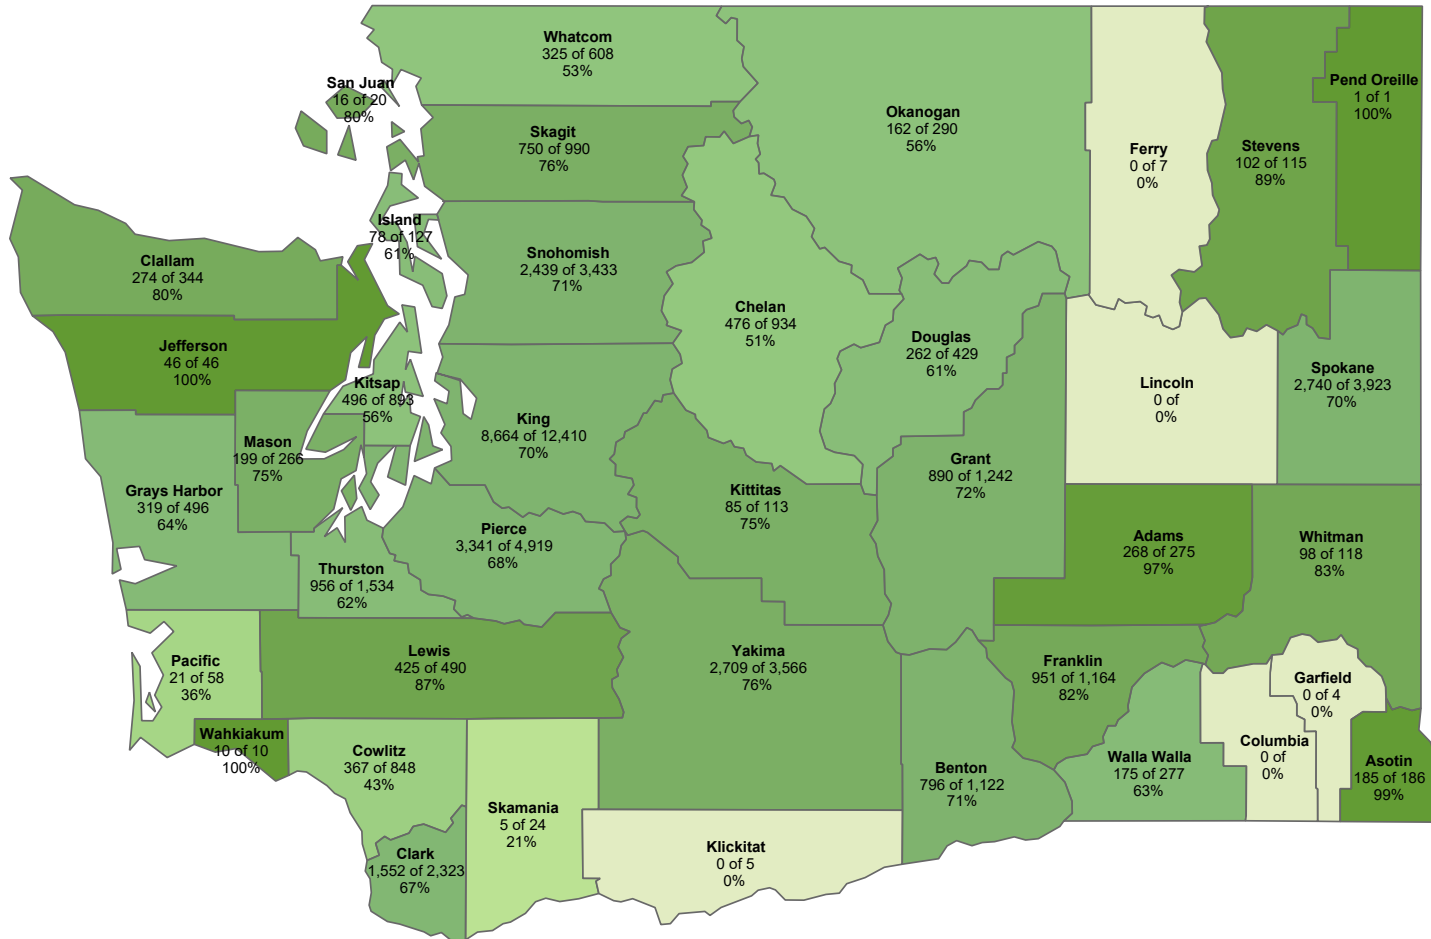 Whatcom
325 of 608
53%
San Juan
16 of 20
80%
Skagit
750 of 990
76%
Okanogan
162 of 290
56%
Ferry
0 of 7
0%
Stevens
102 of 115
89%
Pend Oreille
1 of 1
100%
Island
78 of 127
61%
Clallam
274 of 344
80%
Snohomish
2,439 of 3,433
71%
Chelan
476 of 934
51%
Douglas
262 of 429
61%
Jefferson
46 of 46
100%
Kitsap
496 of 893
56%
King
8,664 of 12,410
70%
Lincoln
0 of
0%
Spokane
2,740 of 3,923
70%
Mason
199 of 266
75%
Grays Harbor
319 of 496
64%
Kittitas
85 of 113
75%
Grant
890 of 1,242
72%
Pierce
3,341 of 4,919
68%
Adams
268 of 275
97%
Whitman
98 of 118
83%
Thurston
956 of 1,534
62%
Pacific
21 of 58
36%
Lewis
425 of 490
87%
Yakima
2,709 of 3,566
76%
Franklin
951 of 1,164
82%
Garfield
0 of 4
0%
Wahkiakum
10 of 10
100%
Cowlitz
367 of 848
43%
Skamania
5 of 24
21%
Benton
796 of 1,122
71%
Walla Walla
175 of 277
63%
Columbia
0 of
0%
Asotin
185 of 186
99%
Clark
1,552 of 2,323
67%
Klickitat
0 of 5
0%